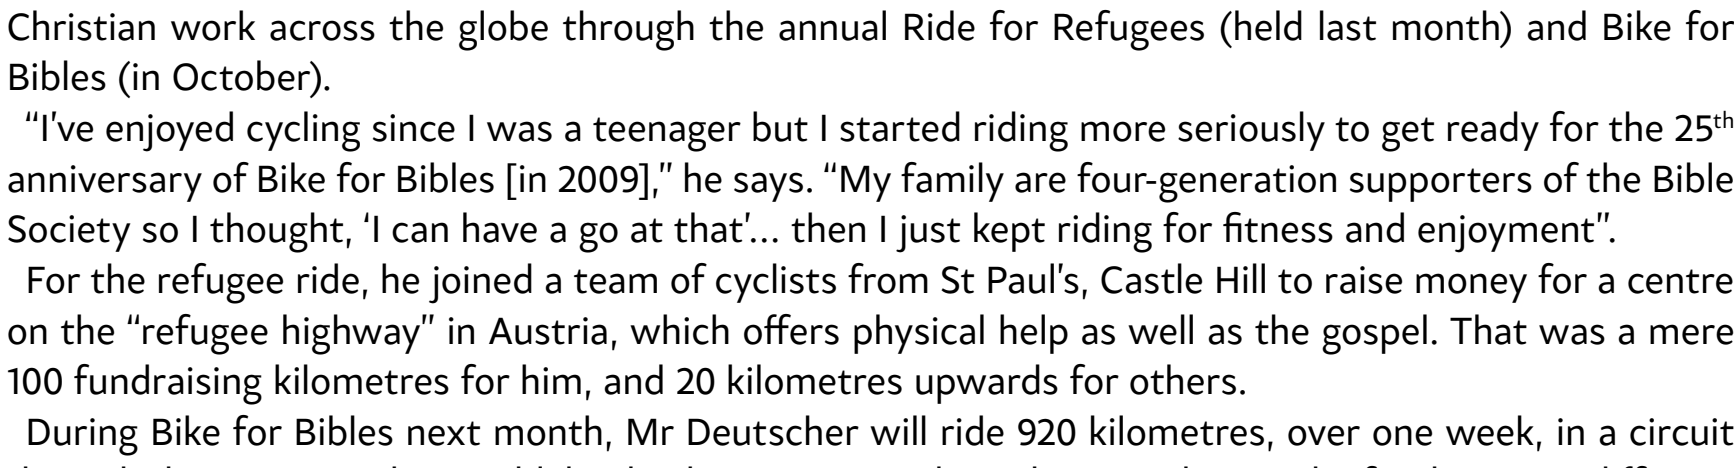 Christian work across the globe through the annual Ride for Refugees (held last month) and Bike for
Bibles (in October).
“I’ve enjoyed cycling since I was a teenager but I started riding more seriously to get ready for the 25th
anniversary of Bike for Bibles [in 2009],” he says. “My family are four-generation supporters of the Bible
Society so I thought, ‘I can have a go at that’... then I just kept riding for fitness and enjoyment”.
For the refugee ride, he joined a team of cyclists from St Paul’s, Castle Hill to raise money for a centre
on the “refugee highway” in Austria, which offers physical help as well as the gospel. That was a mere
100 fundraising kilometres for him, and 20 kilometres upwards for others.
During Bike for Bibles next month, Mr Deutscher will ride 920 kilometres, over one week, in a circuit